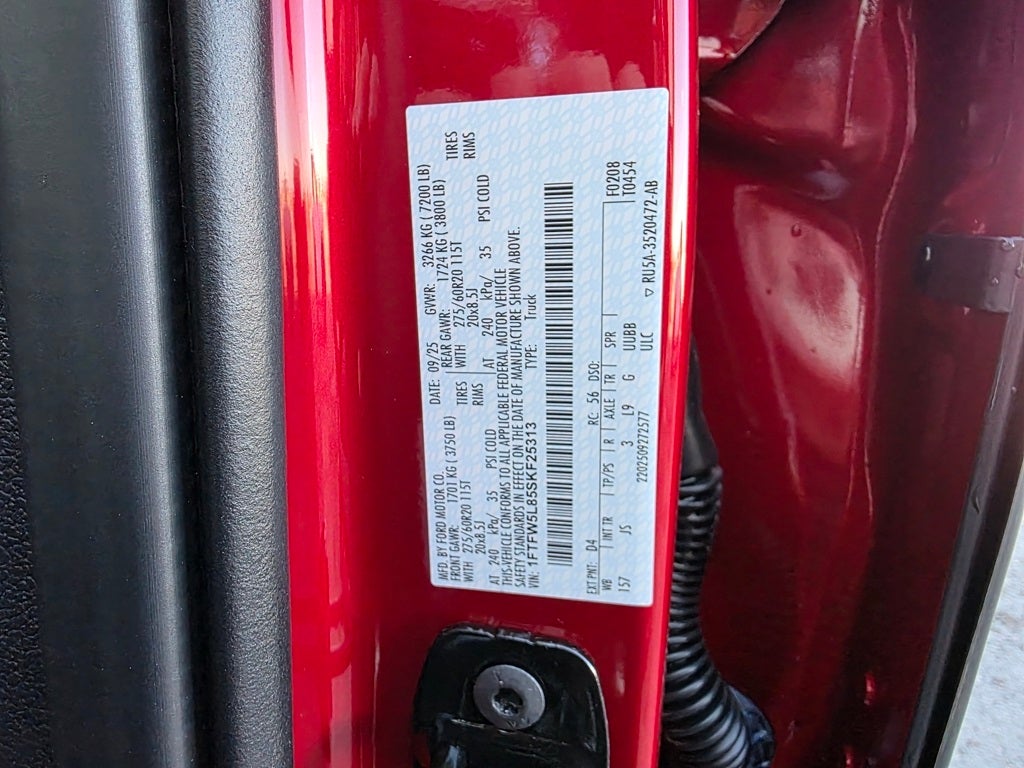 MFD. BY FORD MOTOR CO. DATE: 09/25 GVWR: 3266 KG ( 7200 LB)
FRONT GAWR: 1701 KG ( 3750 LB) REAR GAWR: 1724 KG ( 3800 LB)
WITH 275/60R20 115T TIRES WITH 275/60R20 115T TIRES
20x8.5J RIMS 20x8.5J RIMS
AT 240 kPa/ 35 PSI COLD AT 240 kPa/ 35 PSI COLD
THIS VEHICLE CONFORMS TO ALL APPLICABLE FEDERAL MOTOR VEHICLE
SAFETY STANDARDS IN EFFECT ON THE DATE OF MANUFACTURE SHOWN ABOVE.
VIN: 1FTFW5L85SKF25313 TYPE: Truck
EXT PNT: D4 RC: 56 DSO: F0208
WB INT TR TP/PS R AXLE TR SPR T0454
157 J5 3 L9 G UUBB
ULC
2202509272577 ▽ RU5A-3520472-AB